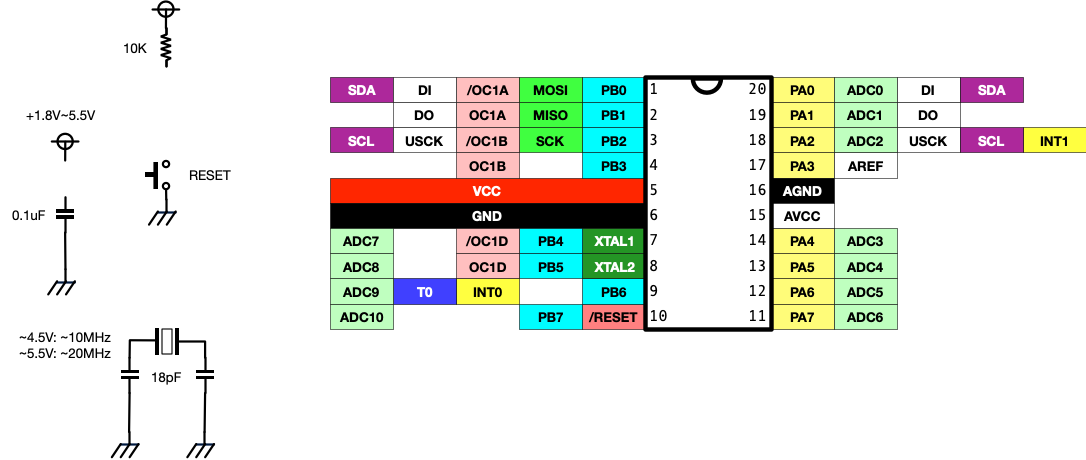 10K
+1.8V~5.5V
RESET
0.1uF
~4.5V: ~10MHz
~5.5V: ~20MHz
18pF
SDA DI /OC1A MOSI PB0 1 20 PA0 ADC0 DI SDA
DO OC1A MISO PB1 2 19 PA1 ADC1 DO
SCL USCK /OC1B SCK PB2 3 18 PA2 ADC2 USCK SCL INT1
OC1B PB3 4 17 PA3 AREF
VCC 5 16 AGND
GND 6 15 AVCC
ADC7 /OC1D PB4 XTAL1 7 14 PA4 ADC3
ADC8 OC1D PB5 XTAL2 8 13 PA5 ADC4
ADC9 T0 INT0 PB6 9 12 PA6 ADC5
ADC10 PB7 /RESET 10 11 PA7 ADC6